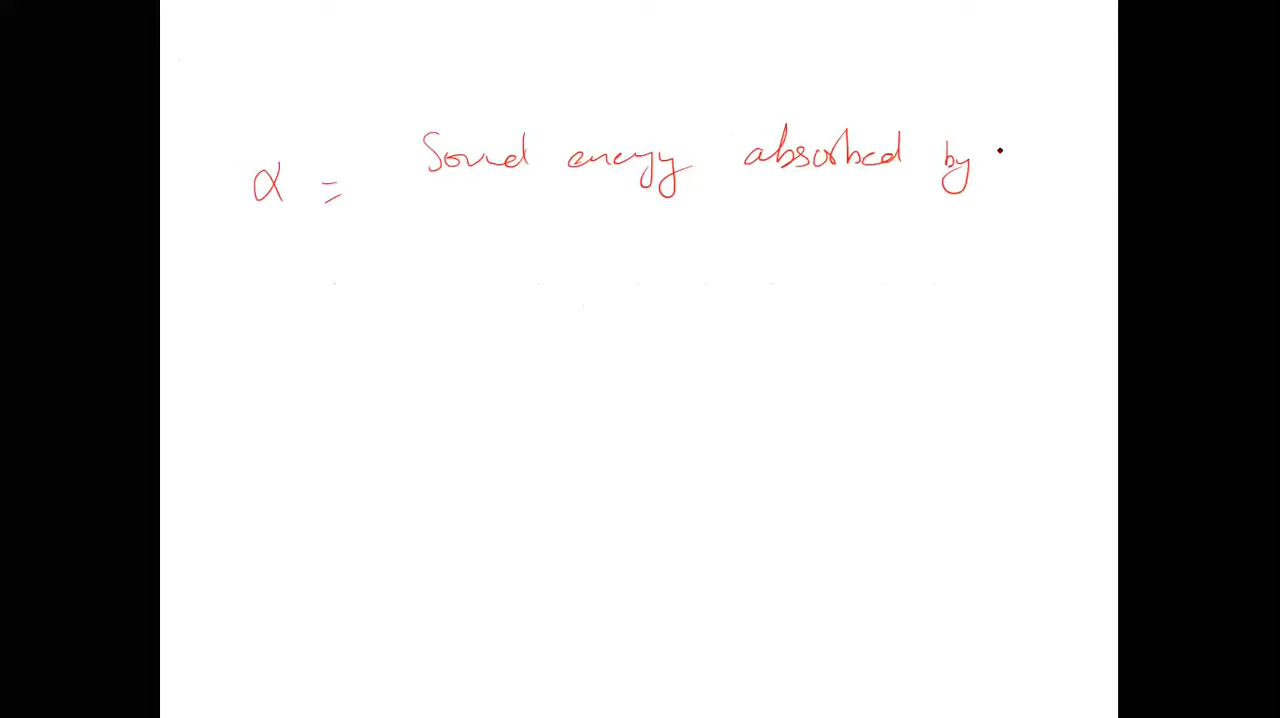 α = Sound energy absorbed by